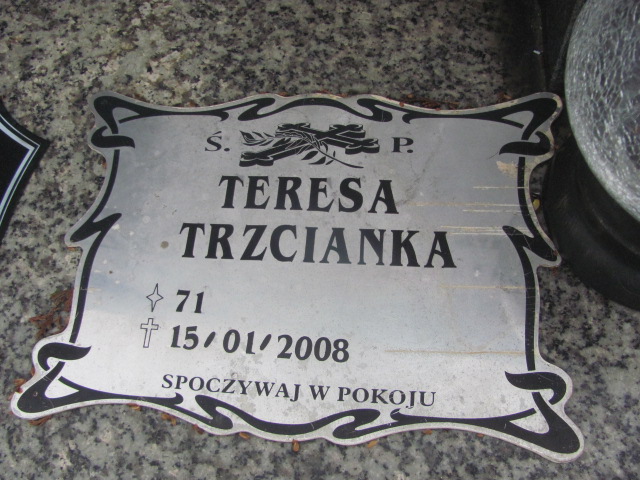 Ś. P.
TERESA
TRZCIANKA
71
15/01/2008
SPOCZYWAJ W POKOJU